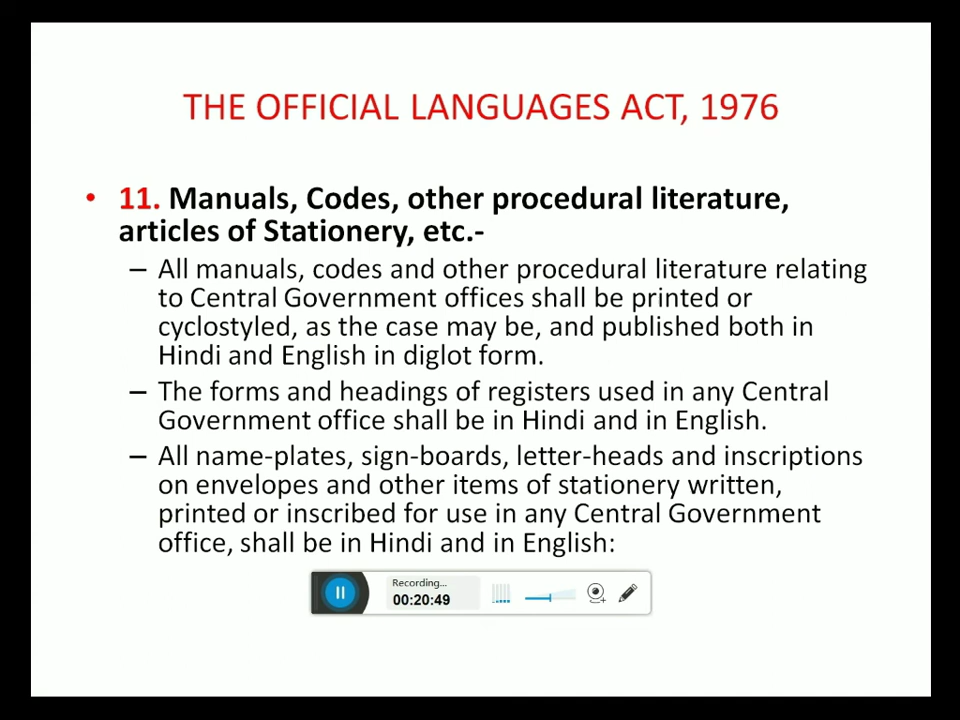 THE OFFICIAL LANGUAGES ACT, 1976
• 11. Manuals, Codes, other procedural literature,
articles of Stationery, etc.-
– All manuals, codes and other procedural literature relating
to Central Government offices shall be printed or
cyclostyled, as the case may be, and published both in
Hindi and English in diglot form.
– The forms and headings of registers used in any Central
Government office shall be in Hindi and in English.
– All name-plates, sign-boards, letter-heads and inscriptions
on envelopes and other items of stationery written,
printed or inscribed for use in any Central Government
office, shall be in Hindi and in English:
Recording...
00:20:49